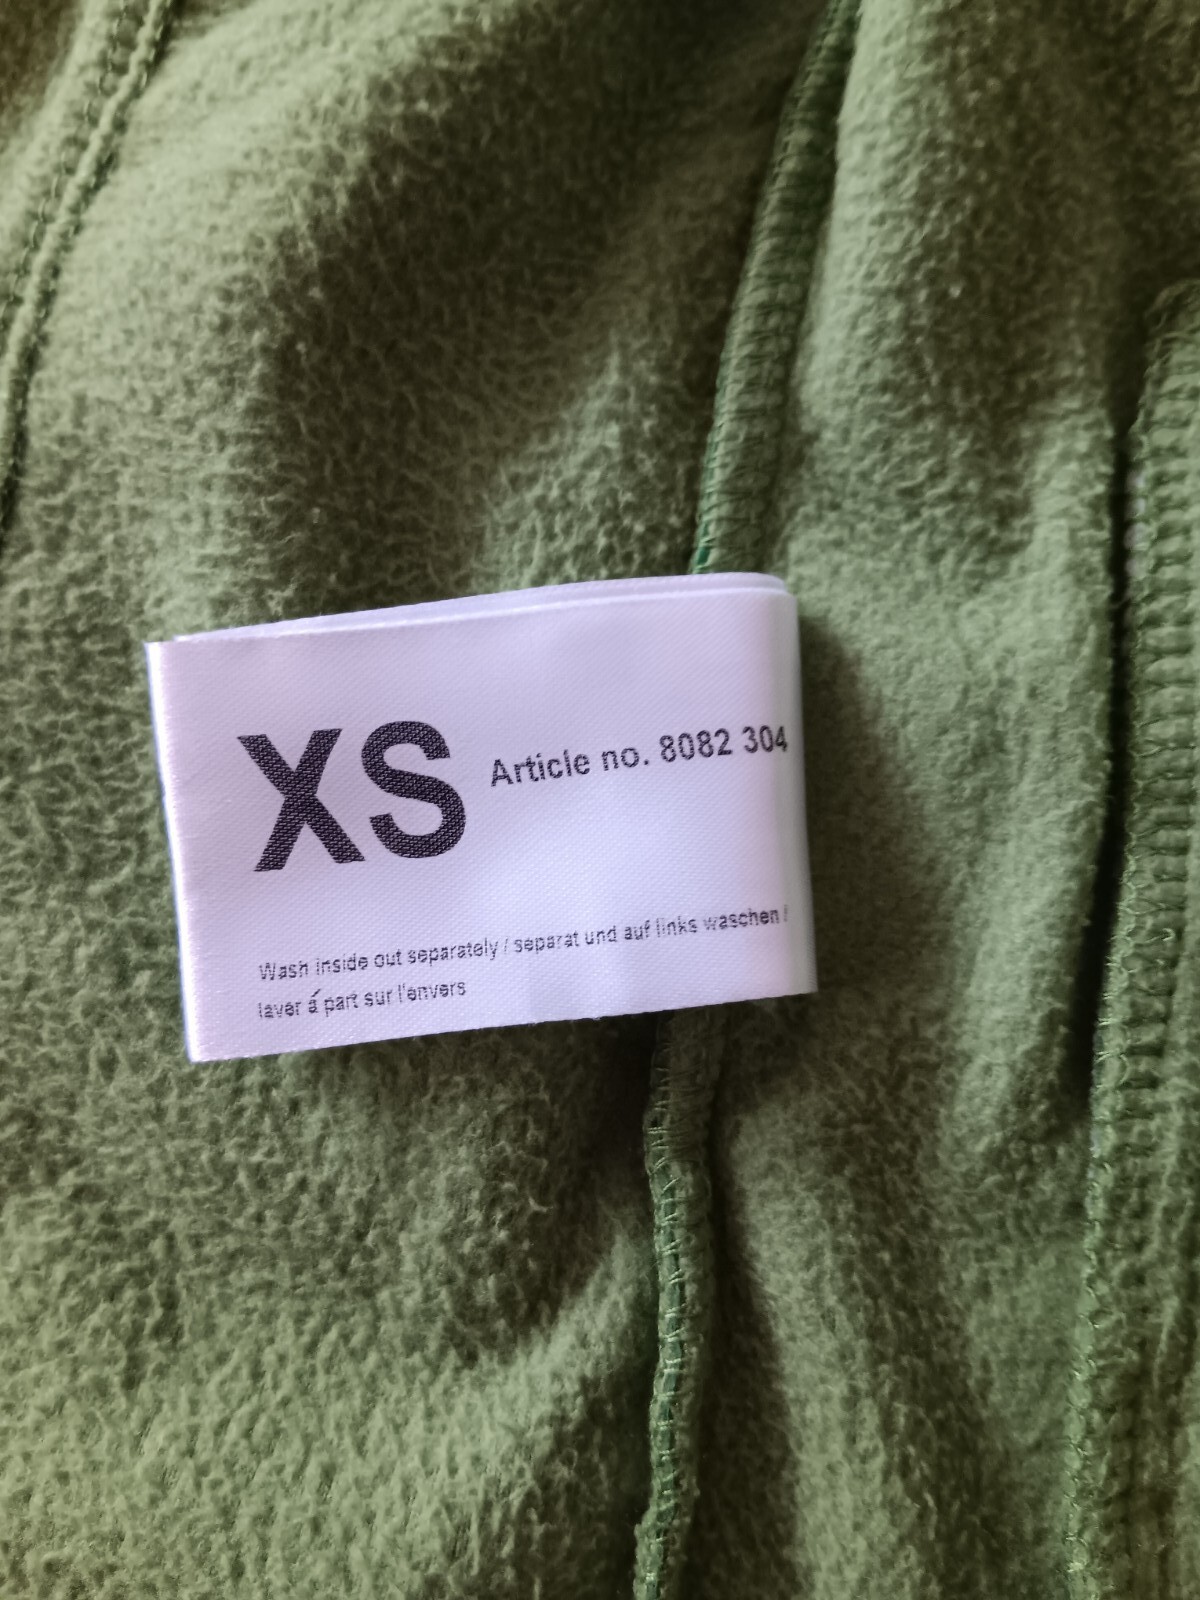 XS Article no. 8082 304
Wash inside out separately / separat und auf links waschen /
laver á part sur l'envers